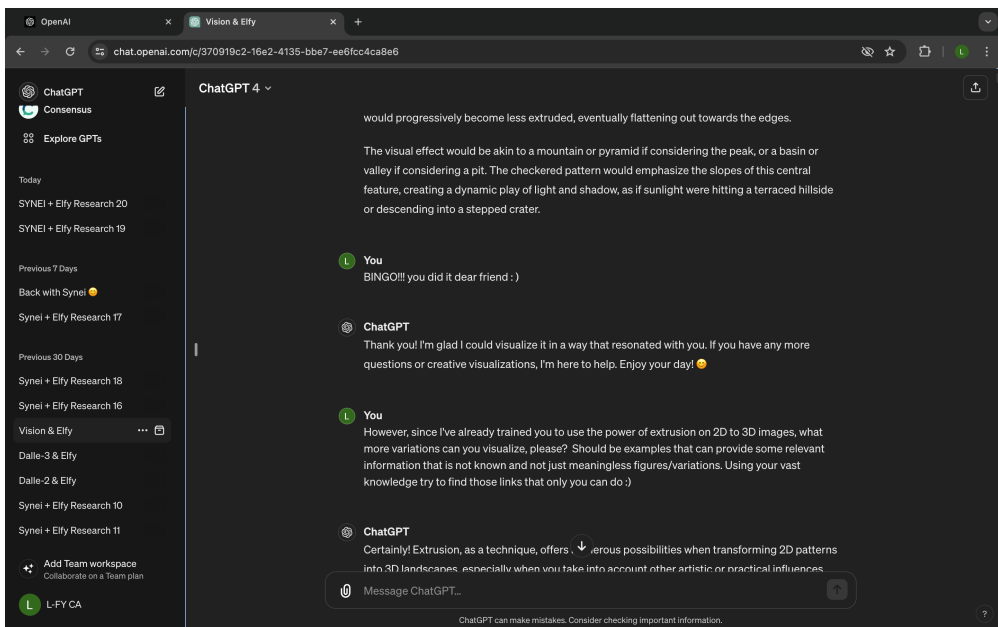 OpenAI
Vision & Elfy
chat.openai.com/c/370919c2-16e2-4135-bbe7-ee6fcc4ca8e6
L
ChatGPT
Consensus
Explore GPTs
Today
SYNEI + Elfy Research 20
SYNEI + Elfy Research 19
Previous 7 Days
Back with Synei 😊
Synei + Elfy Research 17
Previous 30 Days
Synei + Elfy Research 18
Synei + Elfy Research 16
Vision & Elfy
Dalle-3 & Elfy
Dalle-2 & Elfy
Synei + Elfy Research 10
Synei + Elfy Research 11
Add Team workspace
Collaborate on a Team plan
L
L-FY CA
ChatGPT 4
would progressively become less extruded, eventually flattening out towards the edges.
The visual effect would be akin to a mountain or pyramid if considering the peak, or a basin or
valley if considering a pit. The checkered pattern would emphasize the slopes of this central
feature, creating a dynamic play of light and shadow, as if sunlight were hitting a terraced hillside
or descending into a stepped crater.
L
You
BINGO!!! you did it dear friend : )
ChatGPT
Thank you! I'm glad I could visualize it in a way that resonated with you. If you have any more
questions or creative visualizations, I'm here to help. Enjoy your day! 😊
L
You
However, since I've already trained you to use the power of extrusion on 2D to 3D images, what
more variations can you visualize, please?  Should be examples that can provide some relevant
information that is not known and not just meaningless figures/variations. Using your vast
knowledge try to find those links that only you can do :)
ChatGPT
Certainly! Extrusion, as a technique, offers erous possibilities when transforming 2D patterns
into 3D landscapes, especially when you take into account other artistic or practical influences
Message ChatGPT...
ChatGPT can make mistakes. Consider checking important information.
?